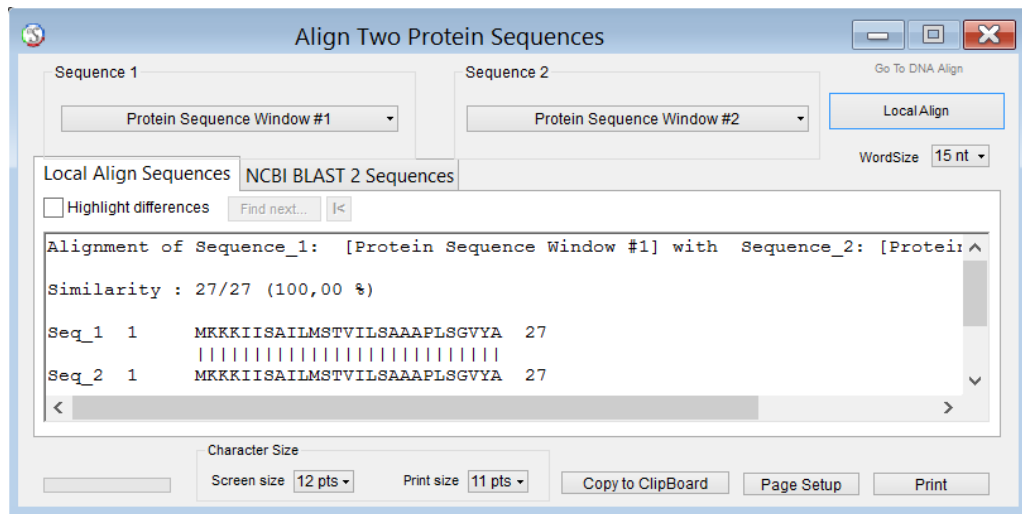 Align Two Protein Sequences
Sequence 1
Sequence 2
Go To DNA Align
Protein Sequence Window #1
Protein Sequence Window #2
Local Align
WordSize 15 nt
Local Align Sequences
NCBI BLAST 2 Sequences
Highlight differences
Find next...
|<
Alignment of Sequence_1: [Protein Sequence Window #1] with Sequence_2: [Protein
Similarity : 27/27 (100,00 %)
Seq_1 1 MKKKIISAILMSTVILSAAAPLSGVYA 27
|||||||||||||||||||||||||||
Seq_2 1 MKKKIISAILMSTVILSAAAPLSGVYA 27
Character Size
Screen size 12 pts
Print size 11 pts
Copy to ClipBoard
Page Setup
Print